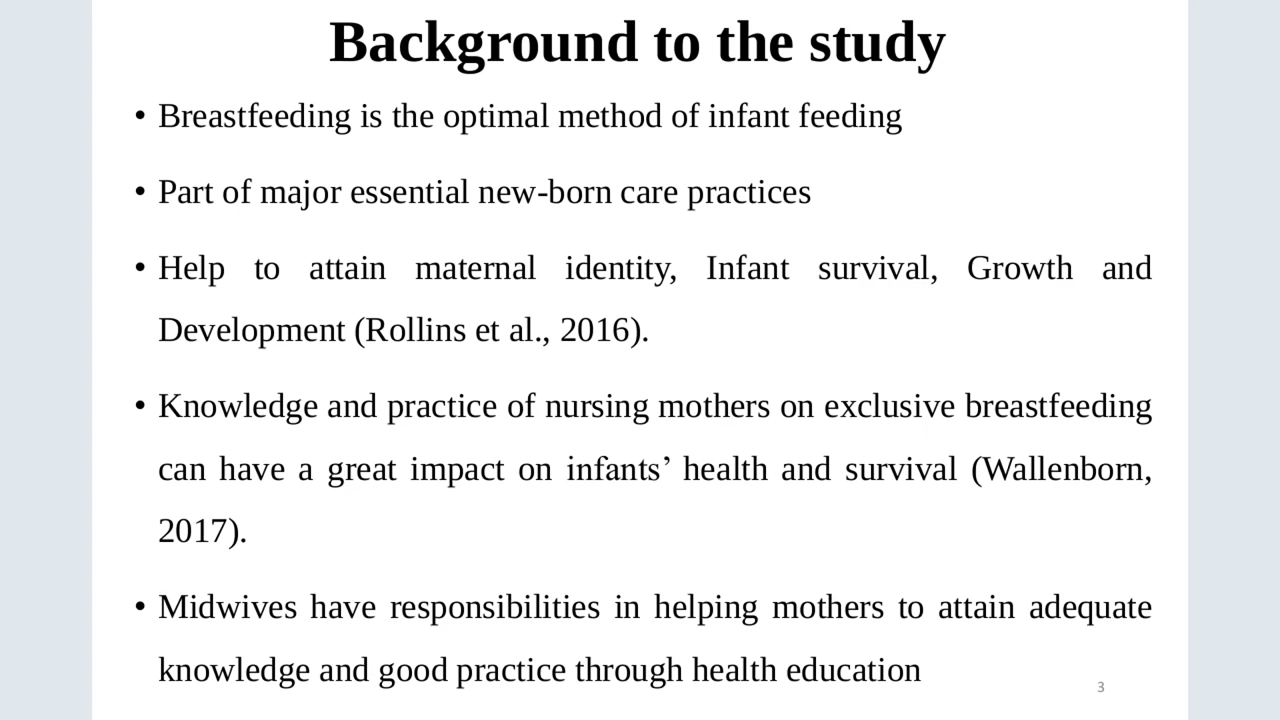 Background to the study
• Breastfeeding is the optimal method of infant feeding
• Part of major essential new-born care practices
• Help to attain maternal identity, Infant survival, Growth and
Development (Rollins et al., 2016).
• Knowledge and practice of nursing mothers on exclusive breastfeeding
can have a great impact on infants’ health and survival (Wallenborn,
2017).
• Midwives have responsibilities in helping mothers to attain adequate
knowledge and good practice through health education
3